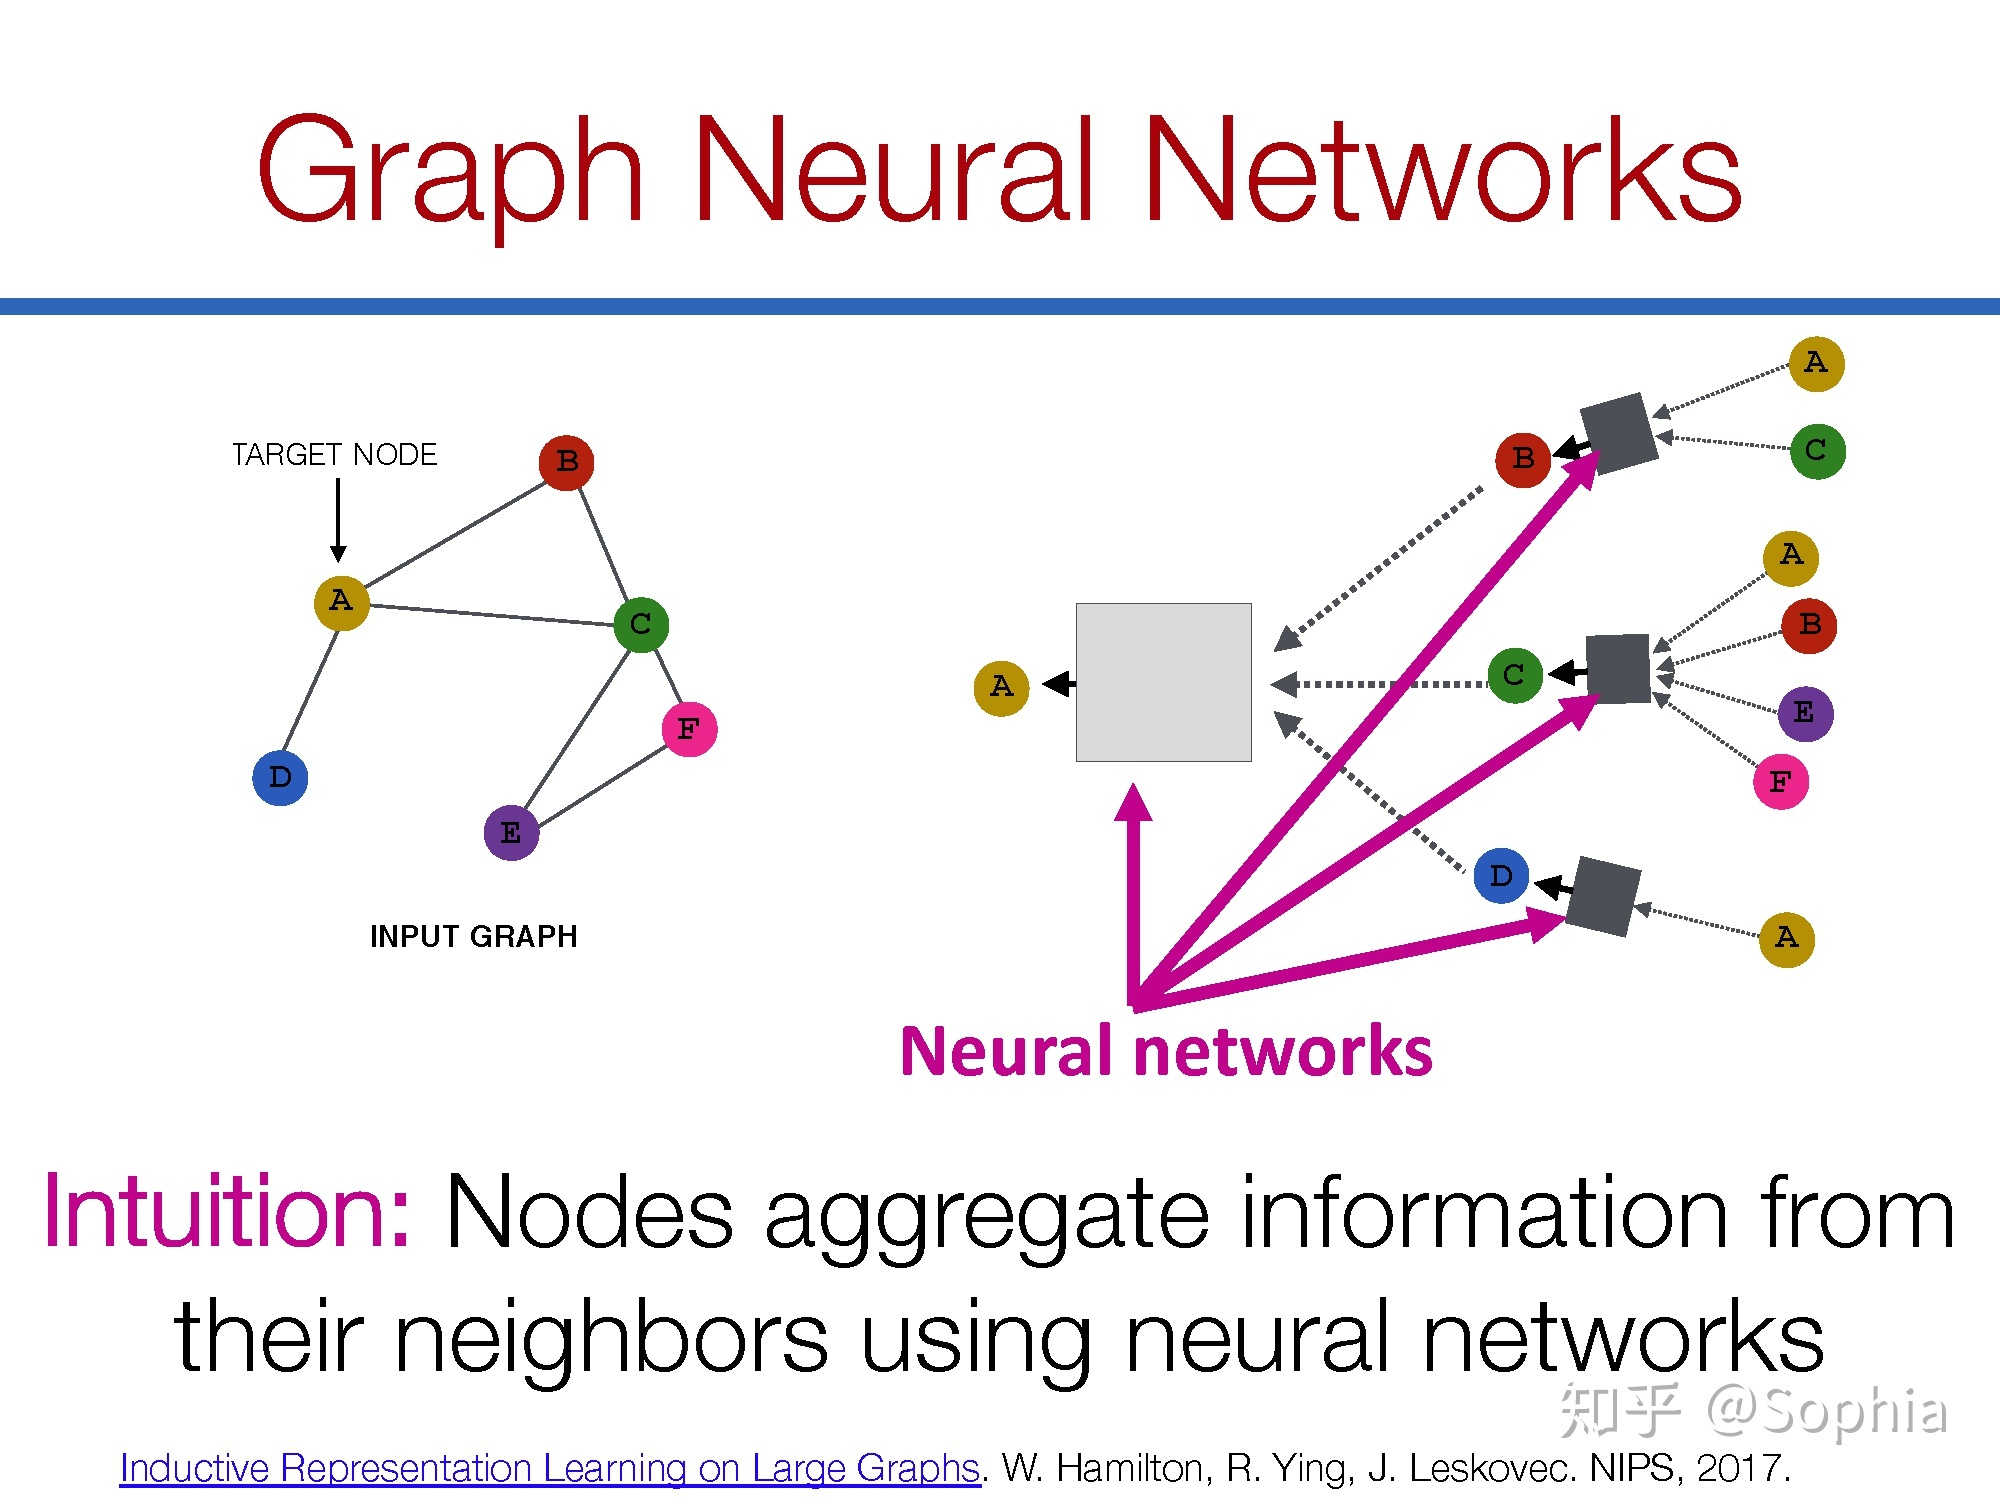 Graph Neural Networks
TARGET NODE
B
A
C
F
D
E
INPUT GRAPH
A
C
B
A
B
C
A
E
F
D
A
Neural networks
Intuition: Nodes aggregate information from
their neighbors using neural networks
知乎 @Sophia
Inductive Representation Learning on Large Graphs. W. Hamilton, R. Ying, J. Leskovec. NIPS, 2017.